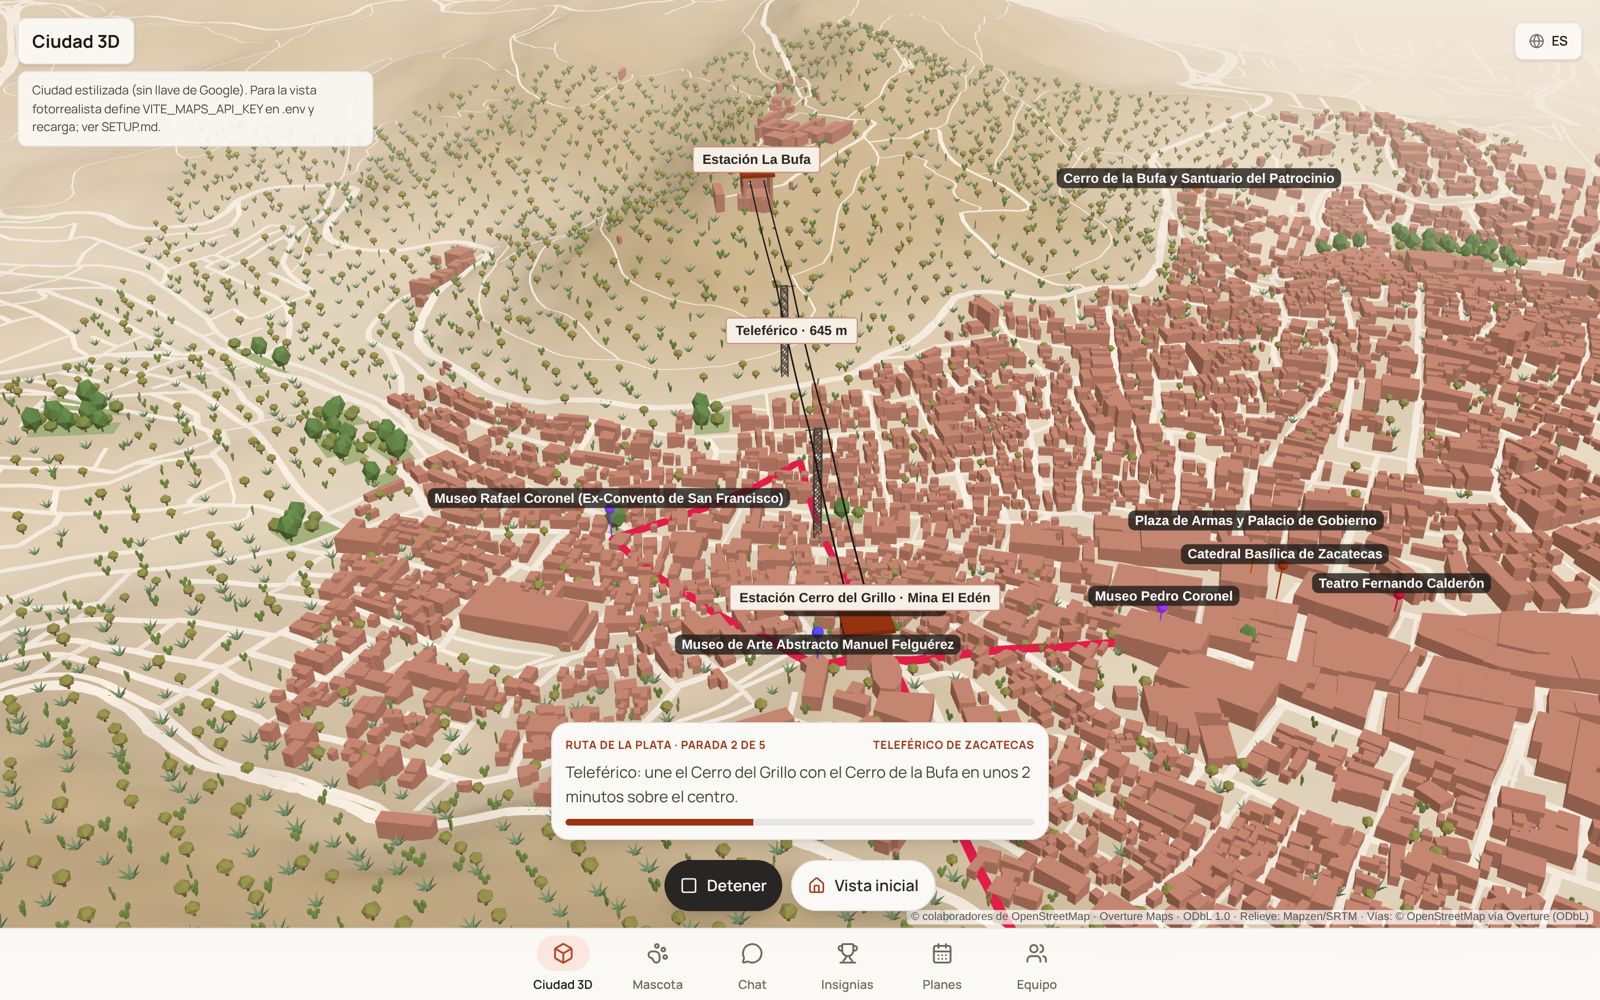 Ciudad 3D
ES
Ciudad estilizada (sin llave de Google). Para la vista
fotorrealista define VITE_MAPS_API_KEY en .env y
recarga; ver SETUP.md.
Estación La Bufa
Cerro de la Bufa y Santuario del Patrocinio
Teleférico · 645 m
Museo Rafael Coronel (Ex-Convento de San Francisco)
Plaza de Armas y Palacio de Gobierno
Catedral Basílica de Zacatecas
Teatro Fernando Calderón
Museo Pedro Coronel
Estación Cerro del Grillo · Mina El Edén
Museo de Arte Abstracto Manuel Felguérez
RUTA DE LA PLATA · PARADA 2 DE 5
TELEFÉRICO DE ZACATECAS
Teleférico: une el Cerro del Grillo con el Cerro de la Bufa en unos 2
minutos sobre el centro.
Detener
Vista inicial
© colaboradores de OpenStreetMap · Overture Maps · ODbL 1.0 · Relieve: Mapzen/SRTM · Vías: © OpenStreetMap vía Overture (ODbL)
Ciudad 3D
Mascota
Chat
Insignias
Planes
Equipo